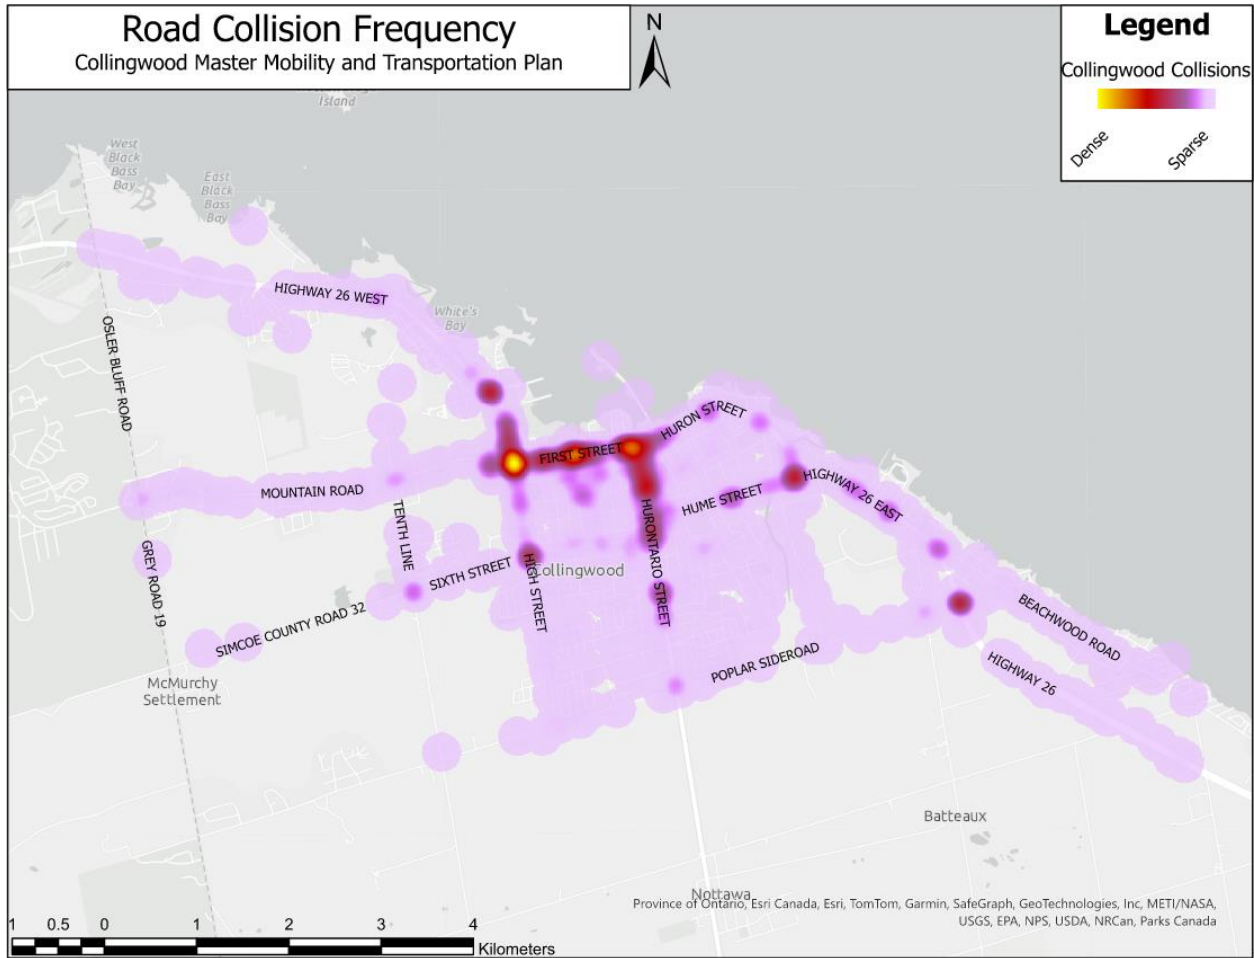 Road Collision Frequency
Collingwood Master Mobility and Transportation Plan
N
Legend
Collingwood Collisions
Dense
Sparse
Island
West
Black
Bass
Bay
East
Black
Bass
Bay
HIGHWAY 26 WEST
White's
Bay
OSLER BLUFF ROAD
HURON STREET
FIRST STREET
MOUNTAIN ROAD
HUME STREET
HIGHWAY 26 EAST
TENTH LINE
HURONTARIO STREET
GREY ROAD 19
SIXTH STREET
HIGH STREET
Collingwood
SIMCOE COUNTY ROAD 32
BEACHWOOD ROAD
POPLAR SIDEROAD
HIGHWAY 26
McMurchy
Settlement
Batteaux
Nottawa
Province of Ontario, Esri Canada, Esri, TomTom, Garmin, SafeGraph, GeoTechnologies, Inc, METI/NASA,
USGS, EPA, NPS, USDA, NRCan, Parks Canada
1 0.5 0 1 2 3 4
Kilometers